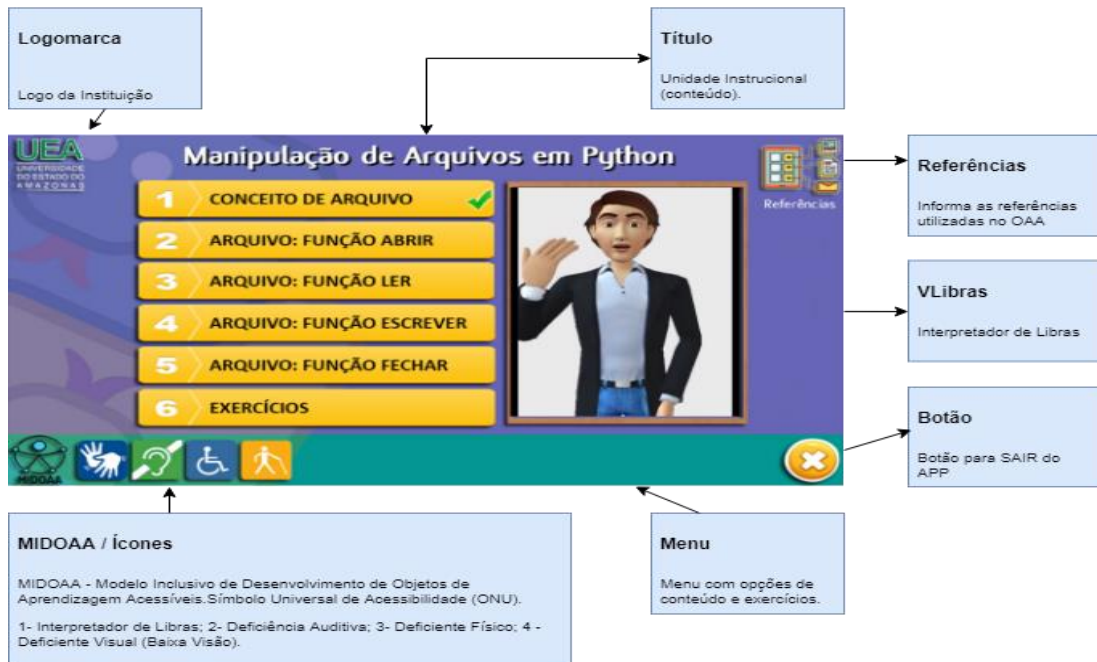 Logomarca
Logo da Instituição
Título
Unidade Instrucional
(conteúdo).
UEA
UNIVERSIDADE
DO ESTADO DO
AMAZONAS
Manipulação de Arquivos em Python
Referências
1 CONCEITO DE ARQUIVO
2 ARQUIVO: FUNÇÃO ABRIR
3 ARQUIVO: FUNÇÃO LER
4 ARQUIVO: FUNÇÃO ESCREVER
5 ARQUIVO: FUNÇÃO FECHAR
6 EXERCÍCIOS
MIDOAA
Referências
Informa as referências
utilizadas no OAA
VLibras
Interpretador de Libras
Botão
Botão para SAIR do
APP
MIDOAA / Ícones
MIDOAA - Modelo Inclusivo de Desenvolvimento de Objetos de
Aprendizagem Acessíveis.Símbolo Universal de Acessibilidade (ONU).
1- Interpretador de Libras; 2- Deficiência Auditiva; 3- Deficiente Físico; 4 -
Deficiente Visual (Baixa Visão).
Menu
Menu com opções de
conteúdo e exercícios.